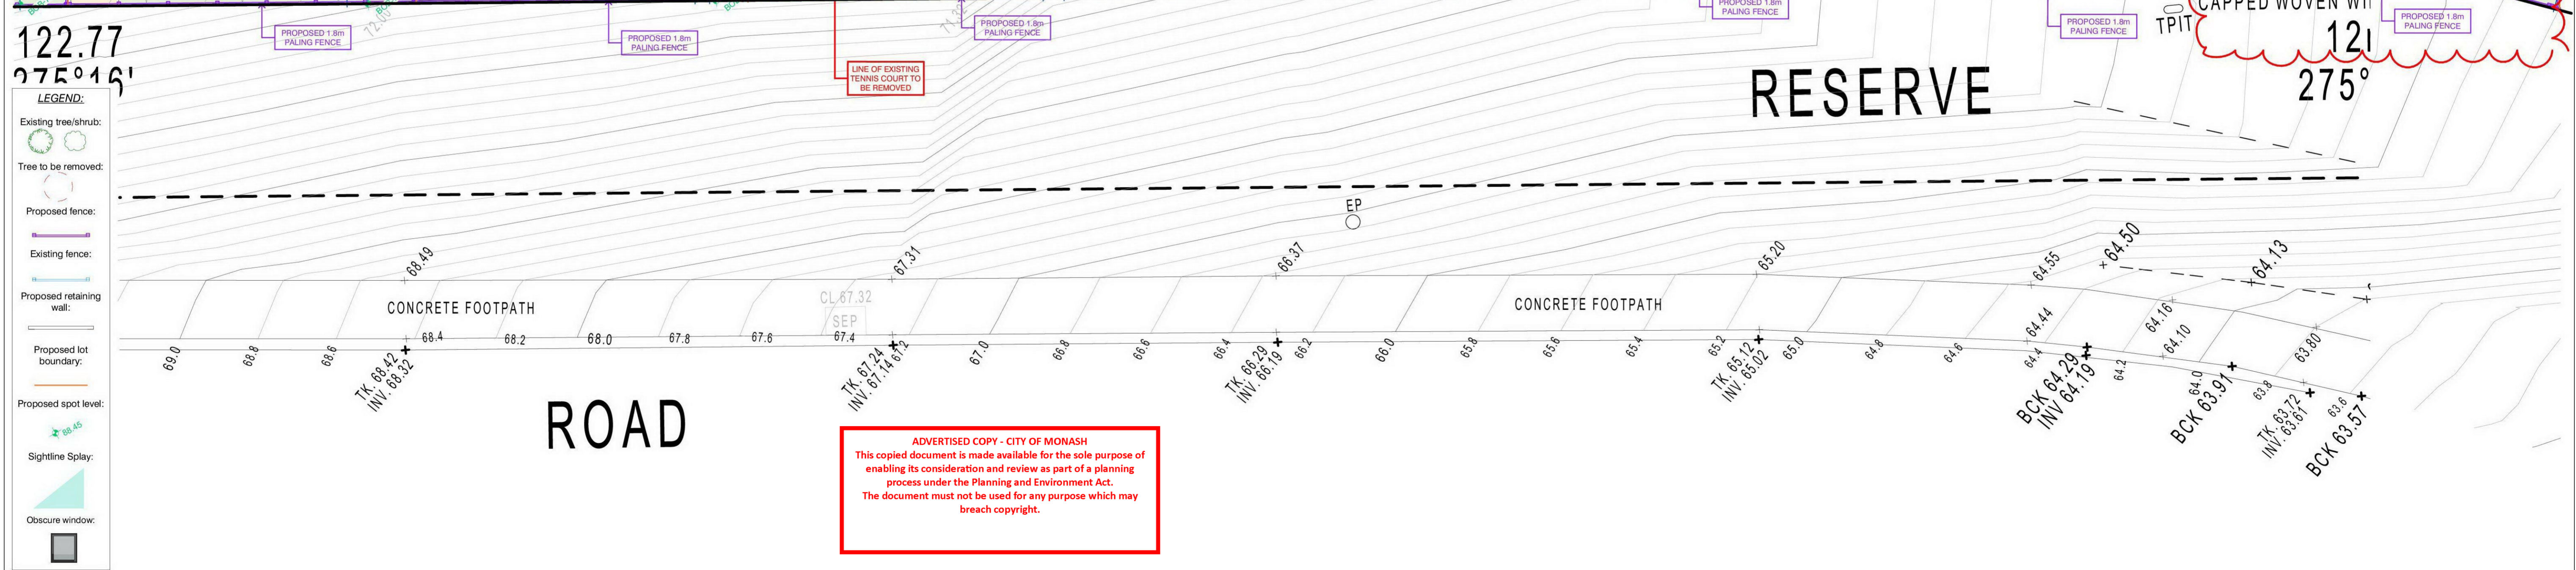 PROPOSED 1.8m
PALING FENCE
PROPOSED 1.8m
PALING FENCE
PROPOSED 1.8m
PALING FENCE
PROPOSED 1.8m
PALING FENCE
PROPOSED 1.8m
PALING FENCE
PROPOSED 1.8m
PALING FENCE
TPIT
CAPPED WOVEN
122.77
275°16'
275°
LINE OF EXISTING
TENNIS COURT TO
BE REMOVED
RESERVE
LEGEND:
Existing tree/shrub:
Tree to be removed:
Proposed fence:
Existing fence:
Proposed retaining
wall:
Proposed lot
boundary:
Proposed spot level:
88.45
Sightline Splay:
Obscure window:
EP
68.49
67.31
66.37
65.20
64.55
64.50
64.13
CONCRETE FOOTPATH
CL 67.32
SEP
CONCRETE FOOTPATH
68.4
68.2
68.0
67.8
67.6
67.4
69.0
68.8
68.6
TK. 68.42
INV. 68.32
TK. 67.24
INV. 67.14
67.2
67.0
66.8
66.6
66.4
TK. 66.29
INV. 66.19
66.2
66.0
65.8
65.6
65.4
65.2
TK. 65.12
INV. 65.02
65.0
64.8
64.6
64.4
64.44
64.16
64.10
63.80
BCK 64.29
INV 64.19
64.2
64.0
BCK 63.91
63.8
TK. 63.72
INV. 63.61
63.6
BCK 63.57
ROAD
ADVERTISED COPY - CITY OF MONASH
This copied document is made available for the sole purpose of
enabling its consideration and review as part of a planning
process under the Planning and Environment Act.
The document must not be used for any purpose which may
breach copyright.